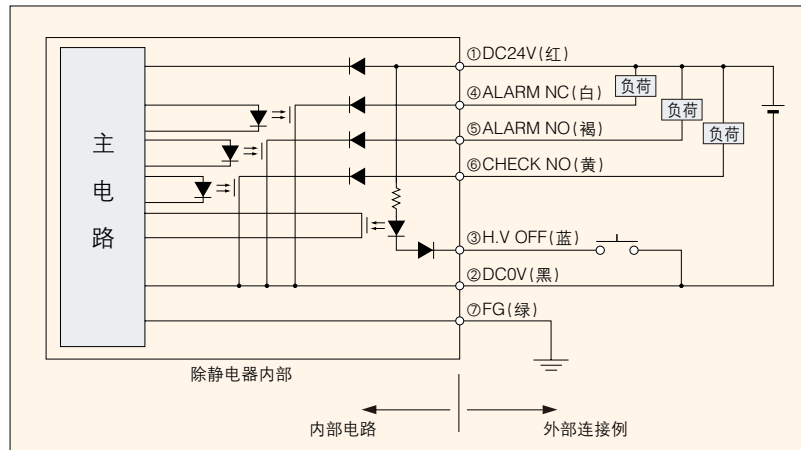 ①DC24V(红)
负荷
④ALARM NC(白)
负荷
⑤ALARM NO(褐)
负荷
主电路
⑥CHECK NO(黄)
③H.V OFF(蓝)
②DC0V(黑)
⑦FG(绿)
除静电器内部
内部电路
外部连接例